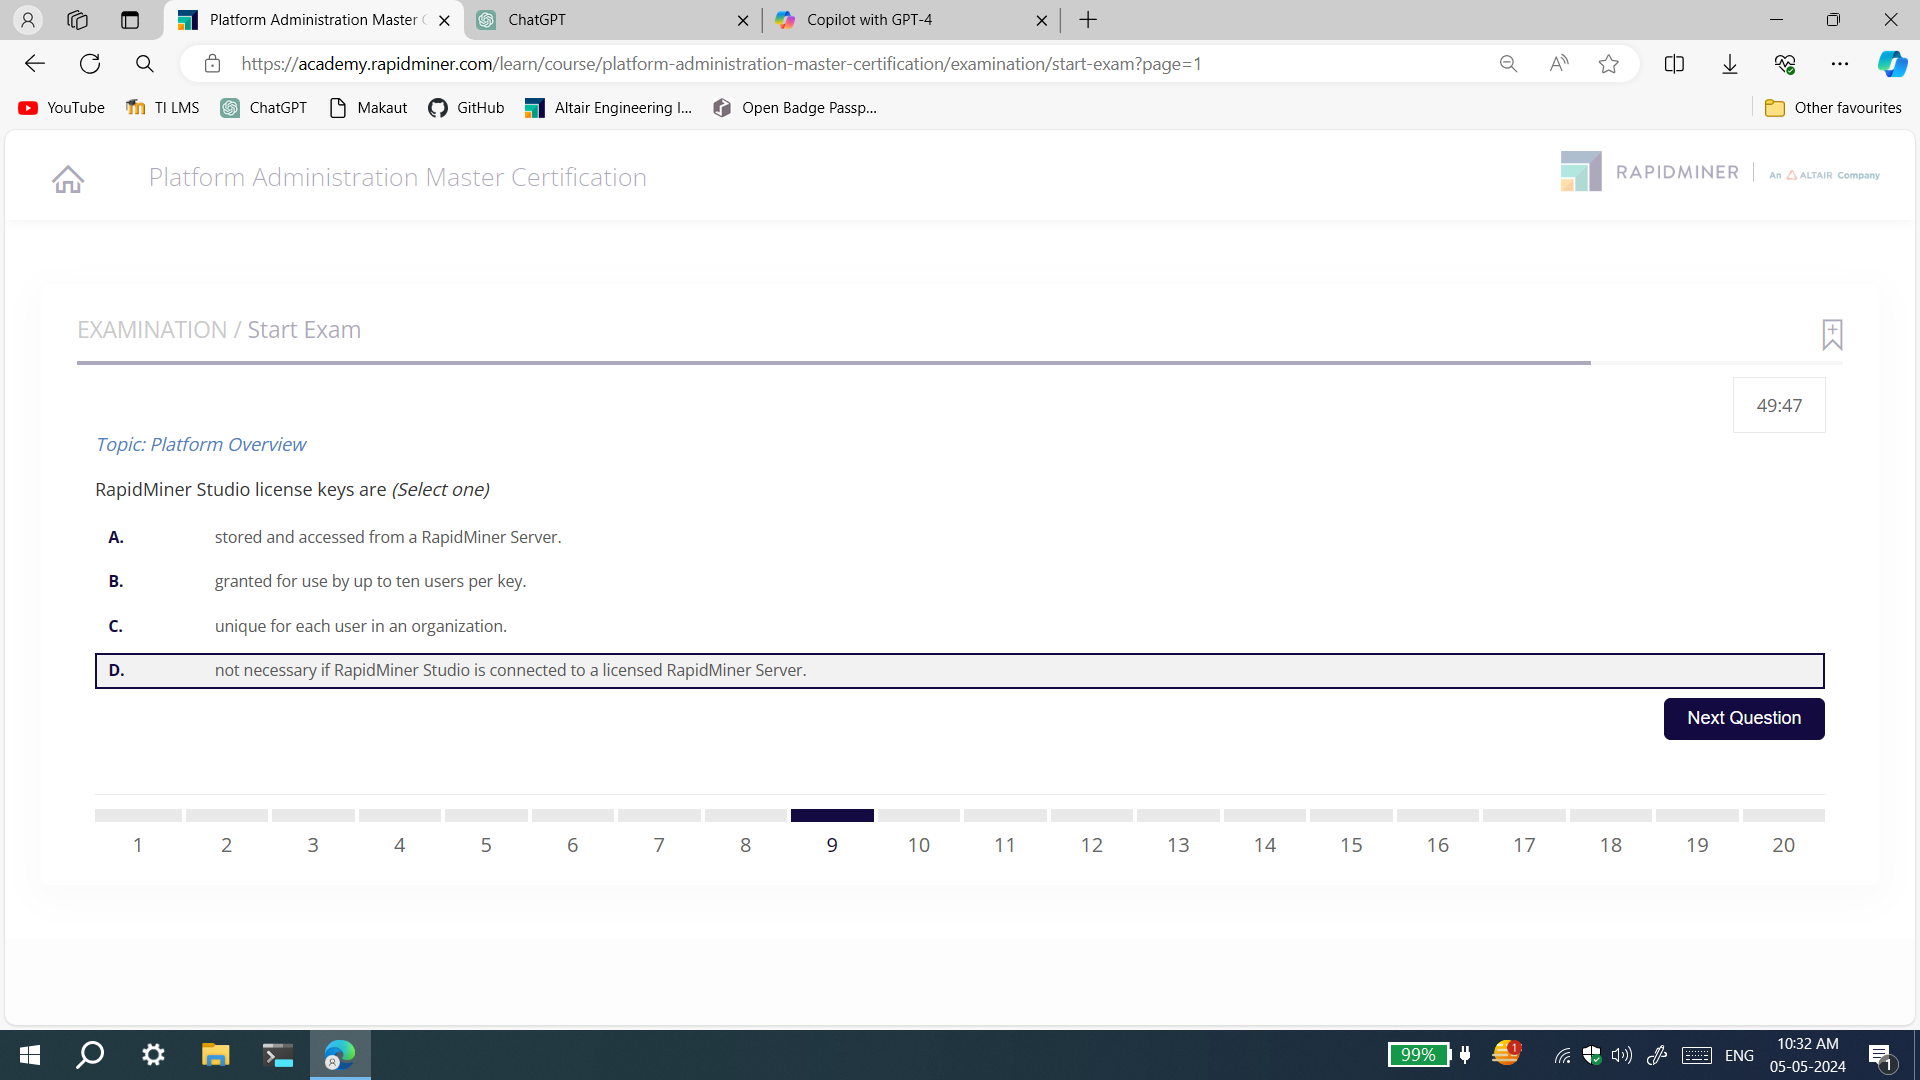 Platform Administration Master C
ChatGPT
Copilot with GPT-4
https://academy.rapidminer.com/learn/course/platform-administration-master-certification/examination/start-exam?page=1
YouTube
TI LMS
ChatGPT
Makaut
GitHub
Altair Engineering I...
Open Badge Passp...
Other favourites
Platform Administration Master Certification
RAPIDMINER
An ALTAIR Company
EXAMINATION / Start Exam
49:47
Topic: Platform Overview
RapidMiner Studio license keys are (Select one)
A. stored and accessed from a RapidMiner Server.
B. granted for use by up to ten users per key.
C. unique for each user in an organization.
D. not necessary if RapidMiner Studio is connected to a licensed RapidMiner Server.
Next Question
1 2 3 4 5 6 7 8 9 10 11 12 13 14 15 16 17 18 19 20
99%
1
ENG
10:32 AM
05-05-2024
1